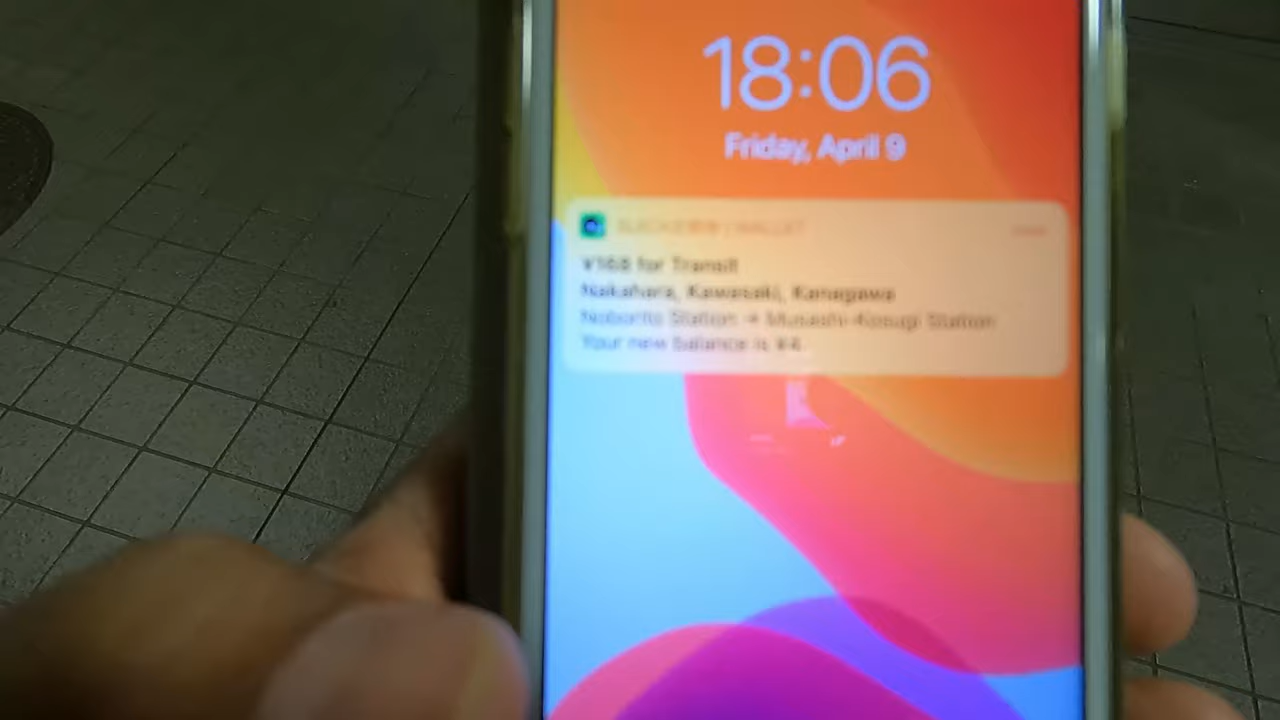 18:06
Friday, April 9
¥168 for Transit
Nakahara, Kawasaki, Kanagawa
Noborito Station → Musashi-Kosugi Station
Your new balance is ¥4.